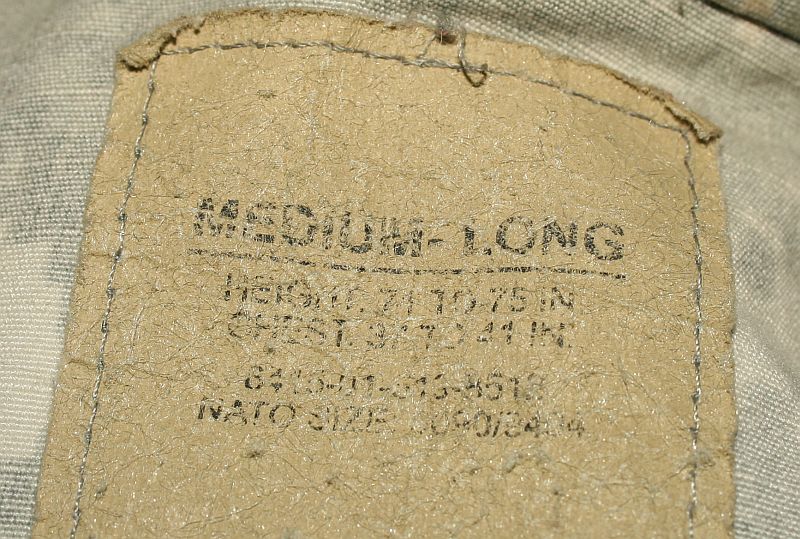 MEDIUM-LONG
HEIGHT: 71 TO 75 IN
CHEST: 37 TO 41 IN.
NATO SIZE: